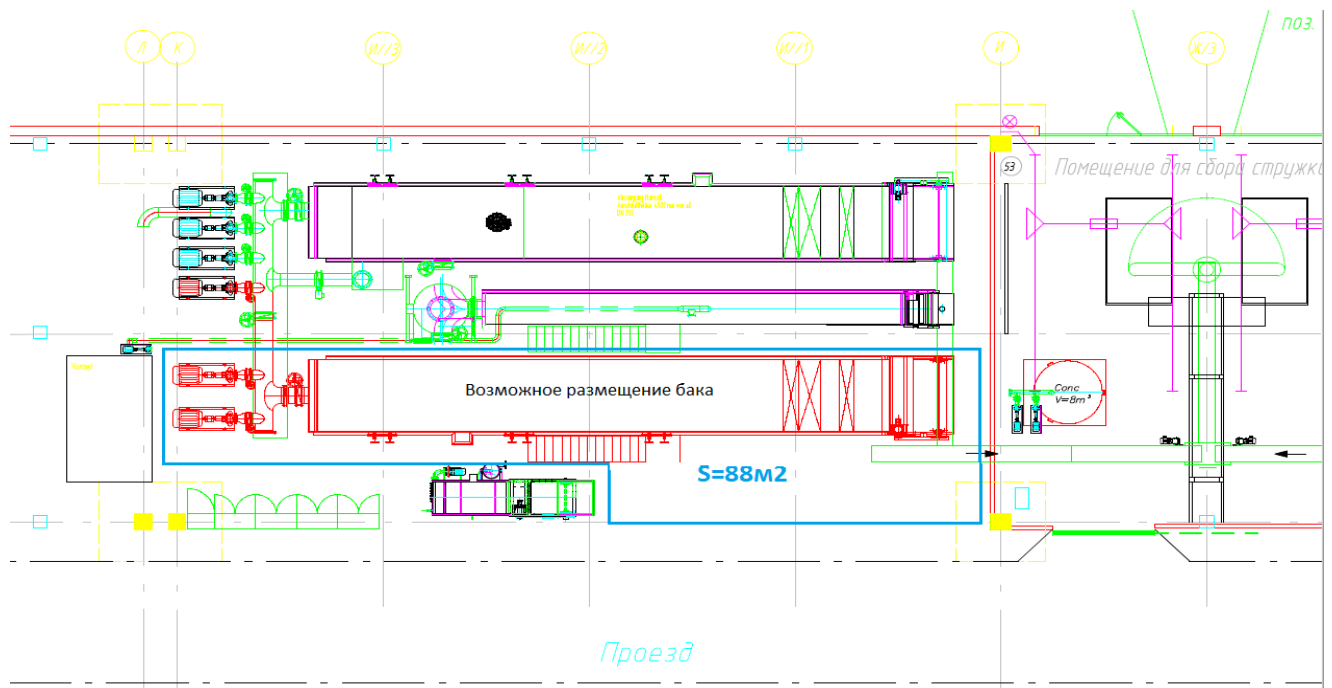 поз.
Л
К
И//3
И//2
И//1
И
Ж/3
53
Помещение для сбора стружки
Возможное размещение бака
Conc
V=8m³
S=88м2
Проезд